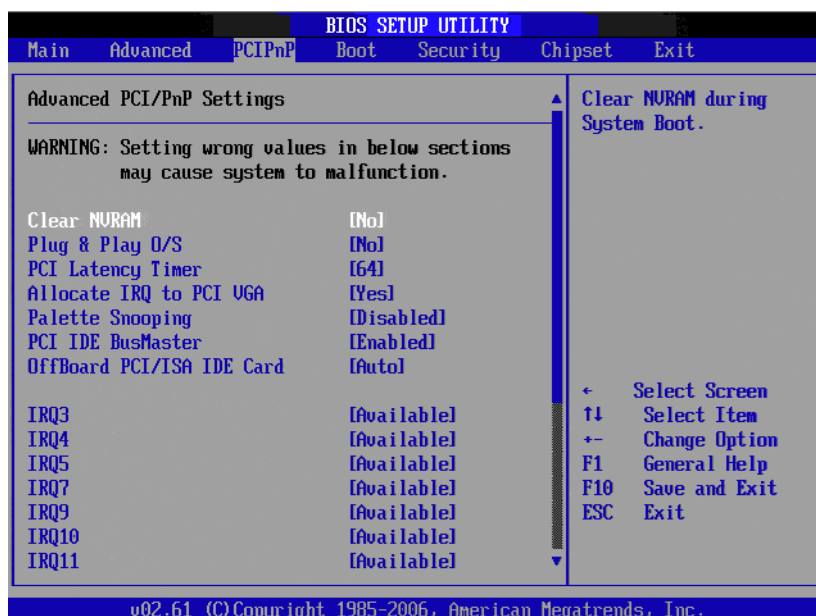 BIOS SETUP UTILITY
Main Advanced PCIPnP Boot Security Chipset Exit
Advanced PCI/PnP Settings
WARNING: Setting wrong values in below sections
may cause system to malfunction.
Clear NVRAM [No]
Plug & Play O/S [No]
PCI Latency Timer [64]
Allocate IRQ to PCI VGA [Yes]
Palette Snooping [Disabled]
PCI IDE BusMaster [Enabled]
OffBoard PCI/ISA IDE Card [Auto]
IRQ3 [Available]
IRQ4 [Available]
IRQ5 [Available]
IRQ7 [Available]
IRQ9 [Available]
IRQ10 [Available]
IRQ11 [Available]
Clear NVRAM during
System Boot.
← Select Screen
↑↓ Select Item
+- Change Option
F1 General Help
F10 Save and Exit
ESC Exit
v02.61 (C)Copyright 1985-2006, American Megatrends, Inc.